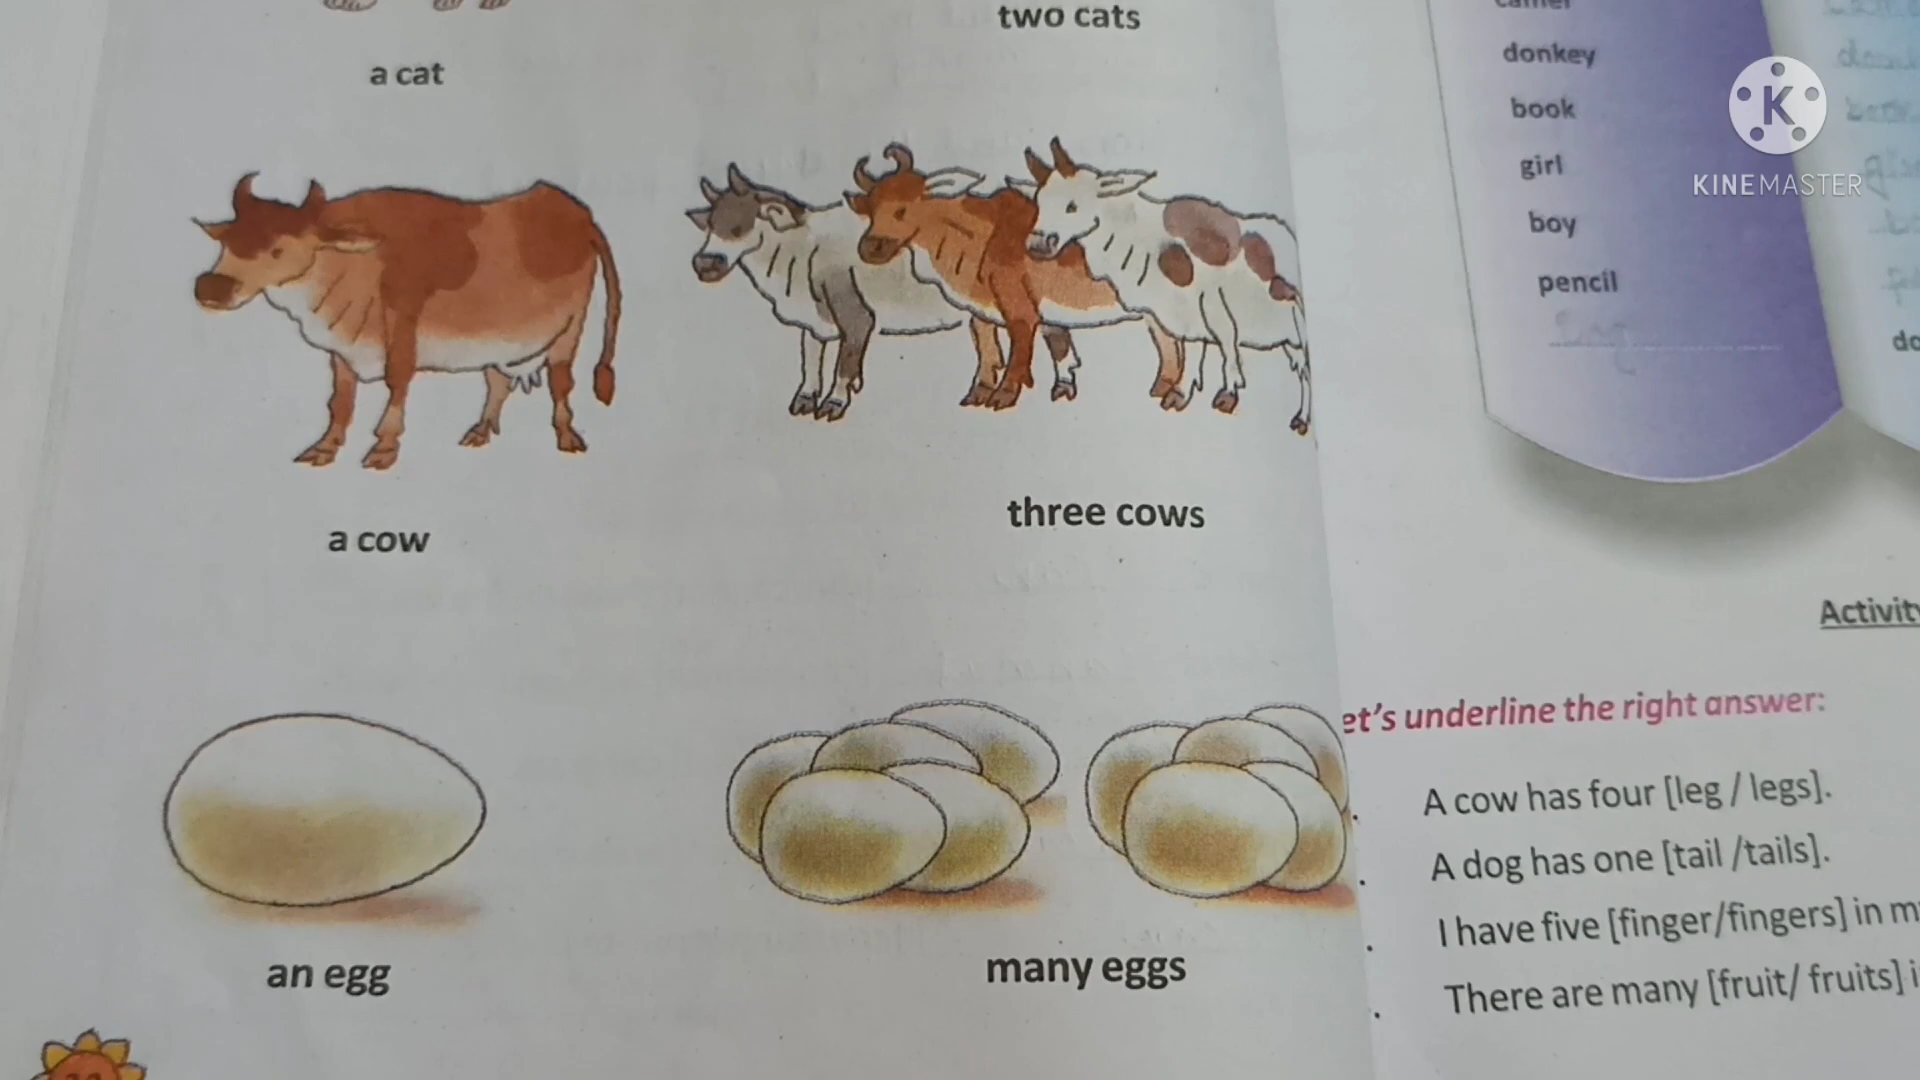 two cats
a cat
a cow
three cows
an egg
many eggs
donkey
book
girl
boy
pencil
KINEMASTER
Activity
et's underline the right answer:
A cow has four [leg / legs].
A dog has one [tail /tails].
I have five [finger/fingers] in m
There are many [fruit/ fruits] i